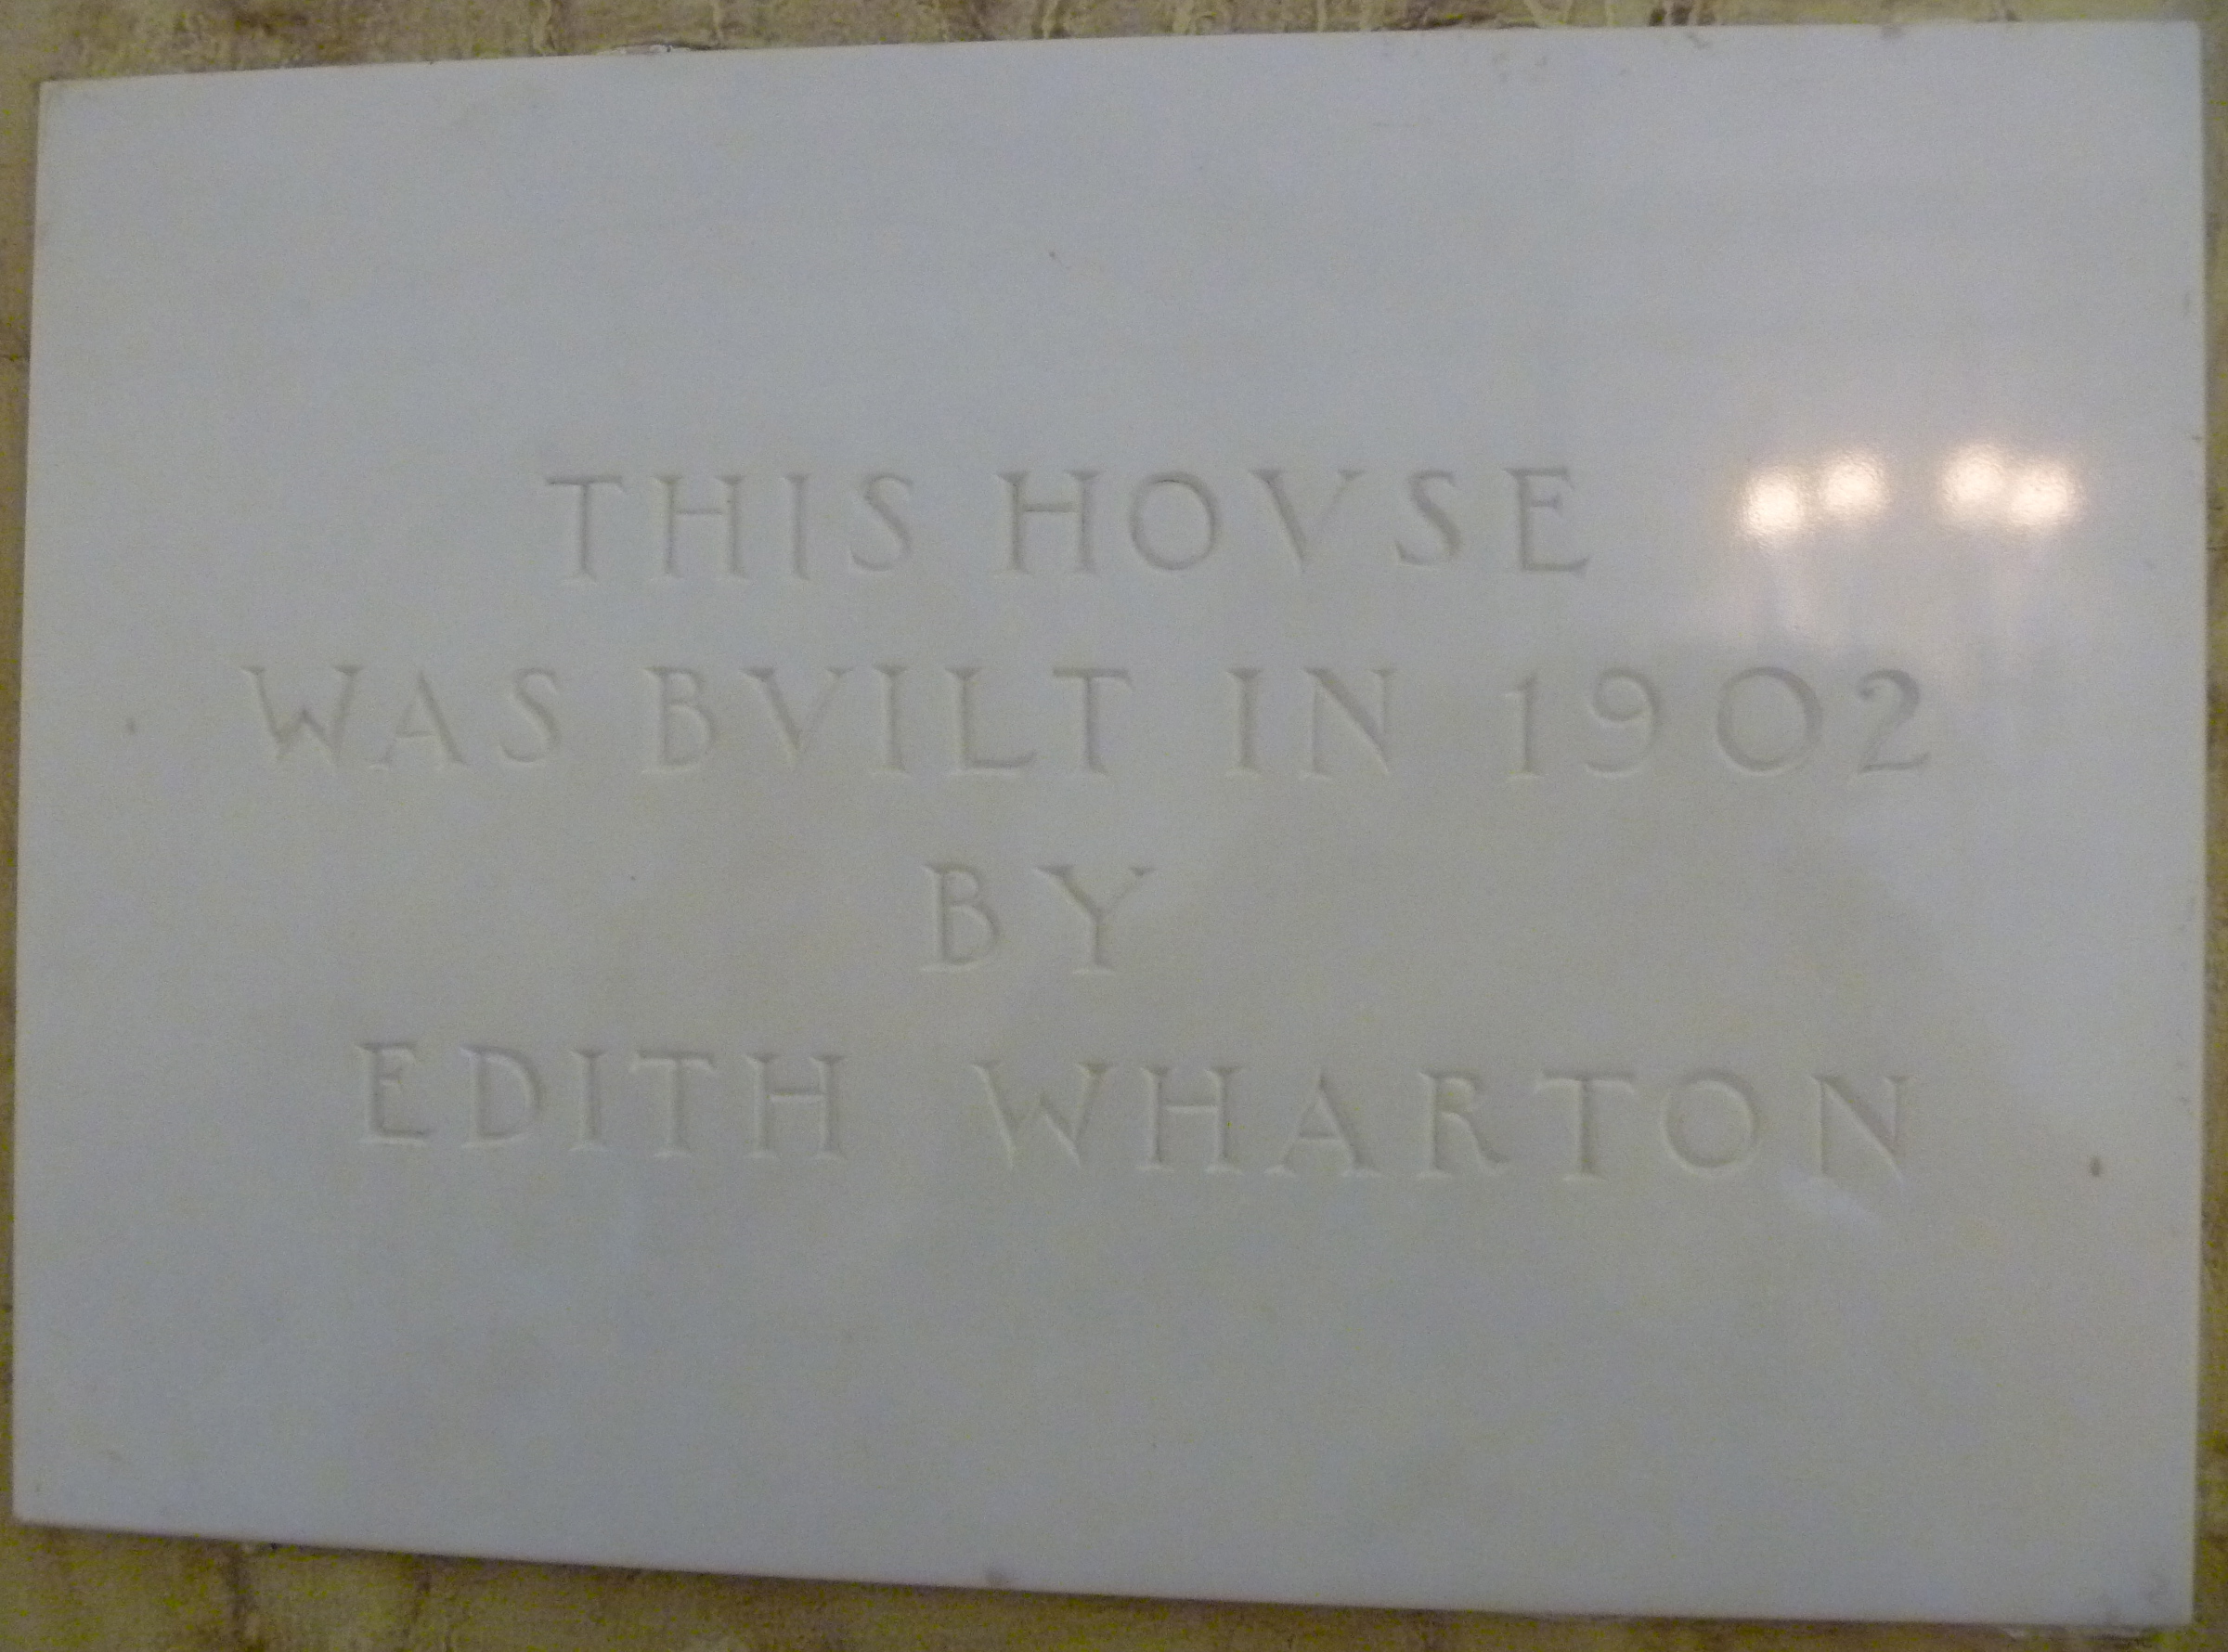 THIS HOVSE
WAS BVILT IN 1902
BY
EDITH WHARTON